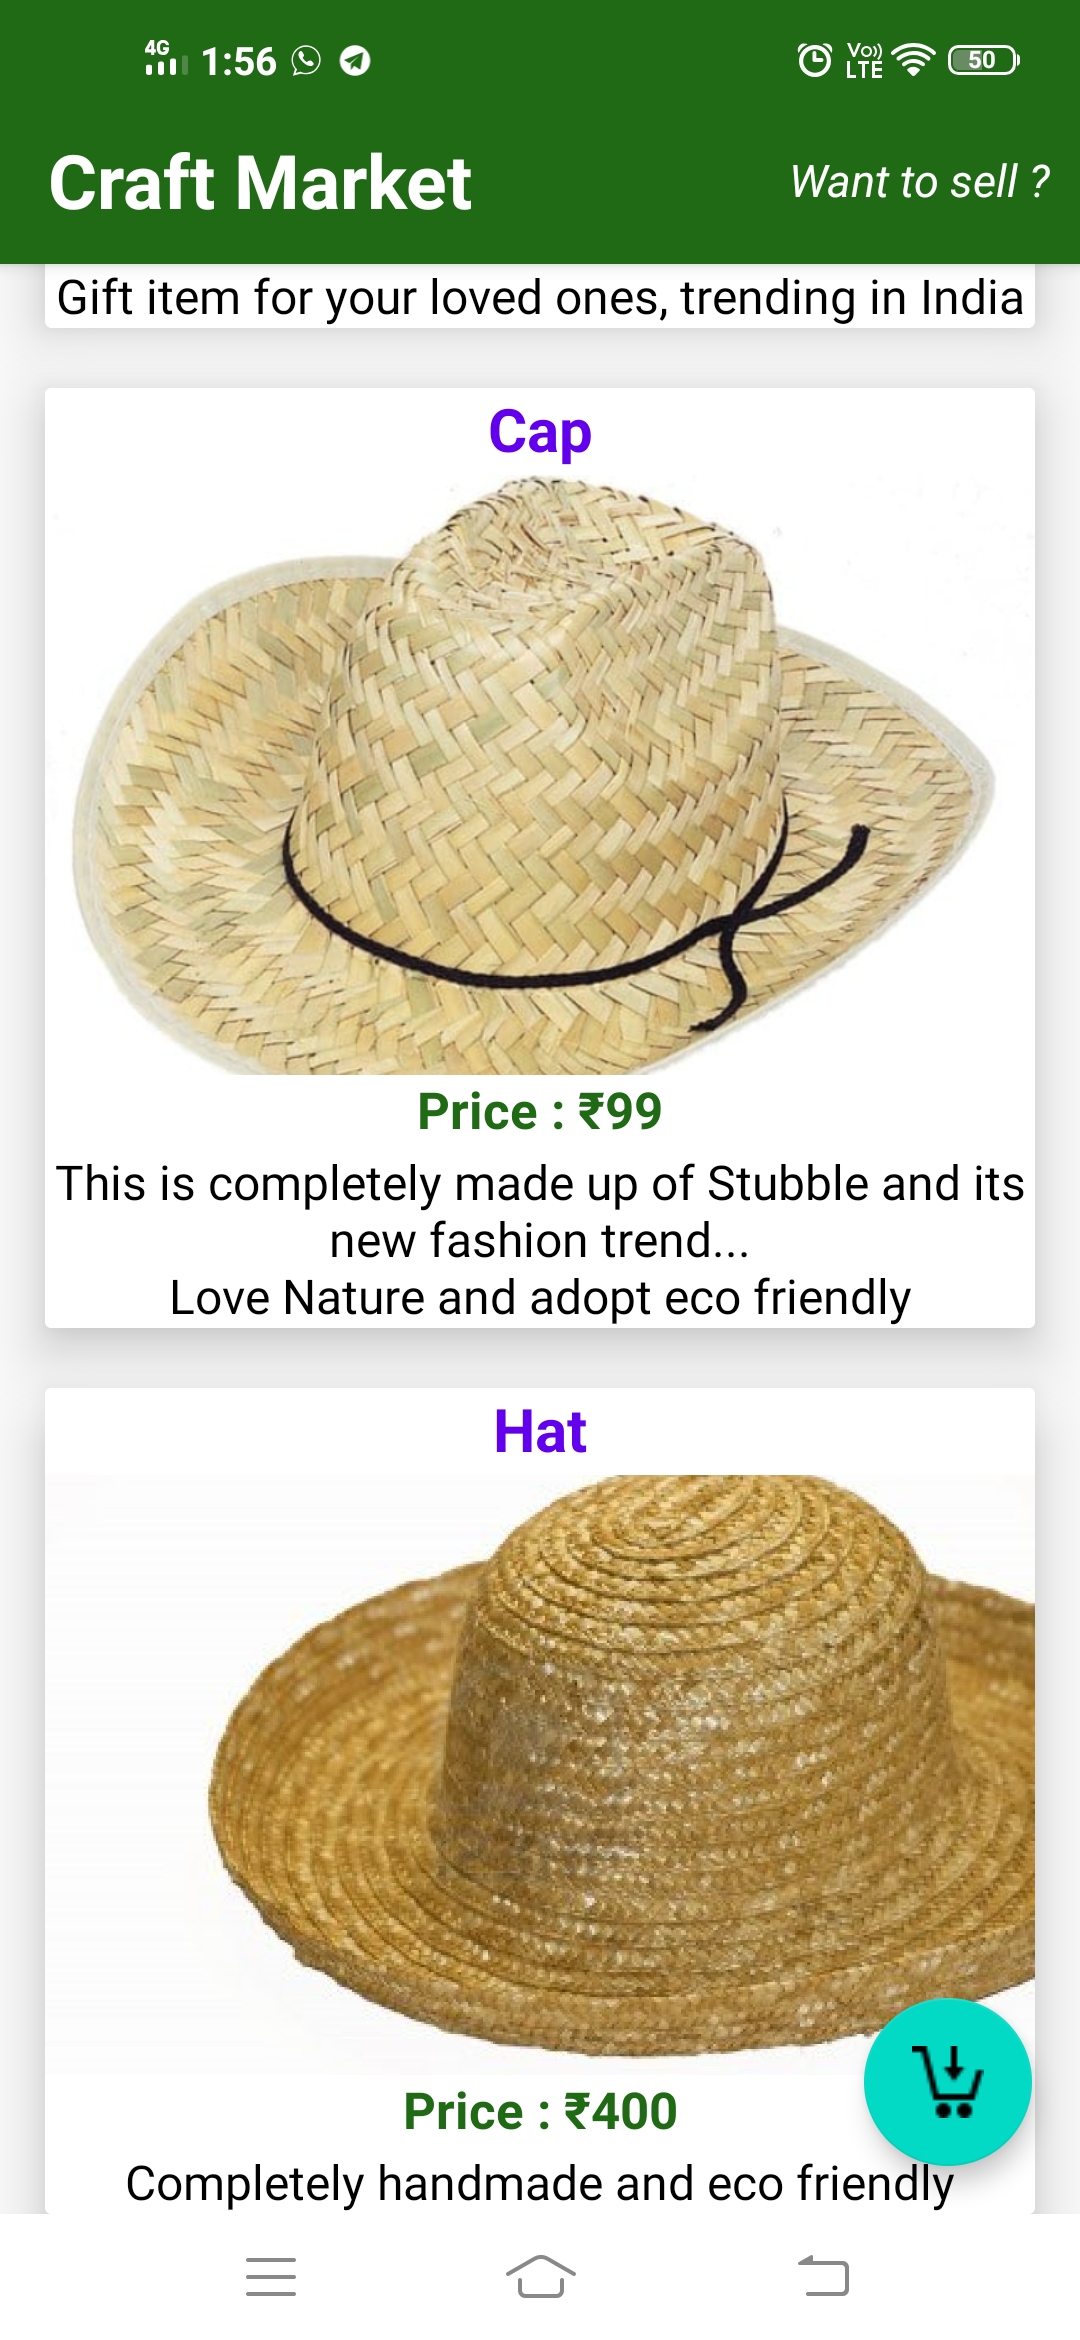 4G 1:56 Vo)) LTE 50
Craft Market
Want to sell ?
Gift item for your loved ones, trending in India
Cap
Price : ₹99
This is completely made up of Stubble and its
new fashion trend...
Love Nature and adopt eco friendly
Hat
Price : ₹400
Completely handmade and eco friendly